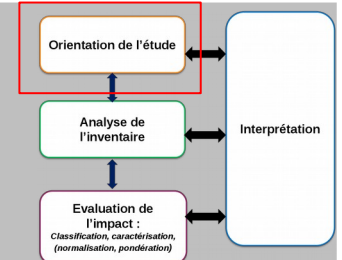 Orientation de l'étude
Analyse de
l'inventaire
Interprétation
Evaluation de
l'impact :
Classification, caractérisation,
(normalisation, pondération)